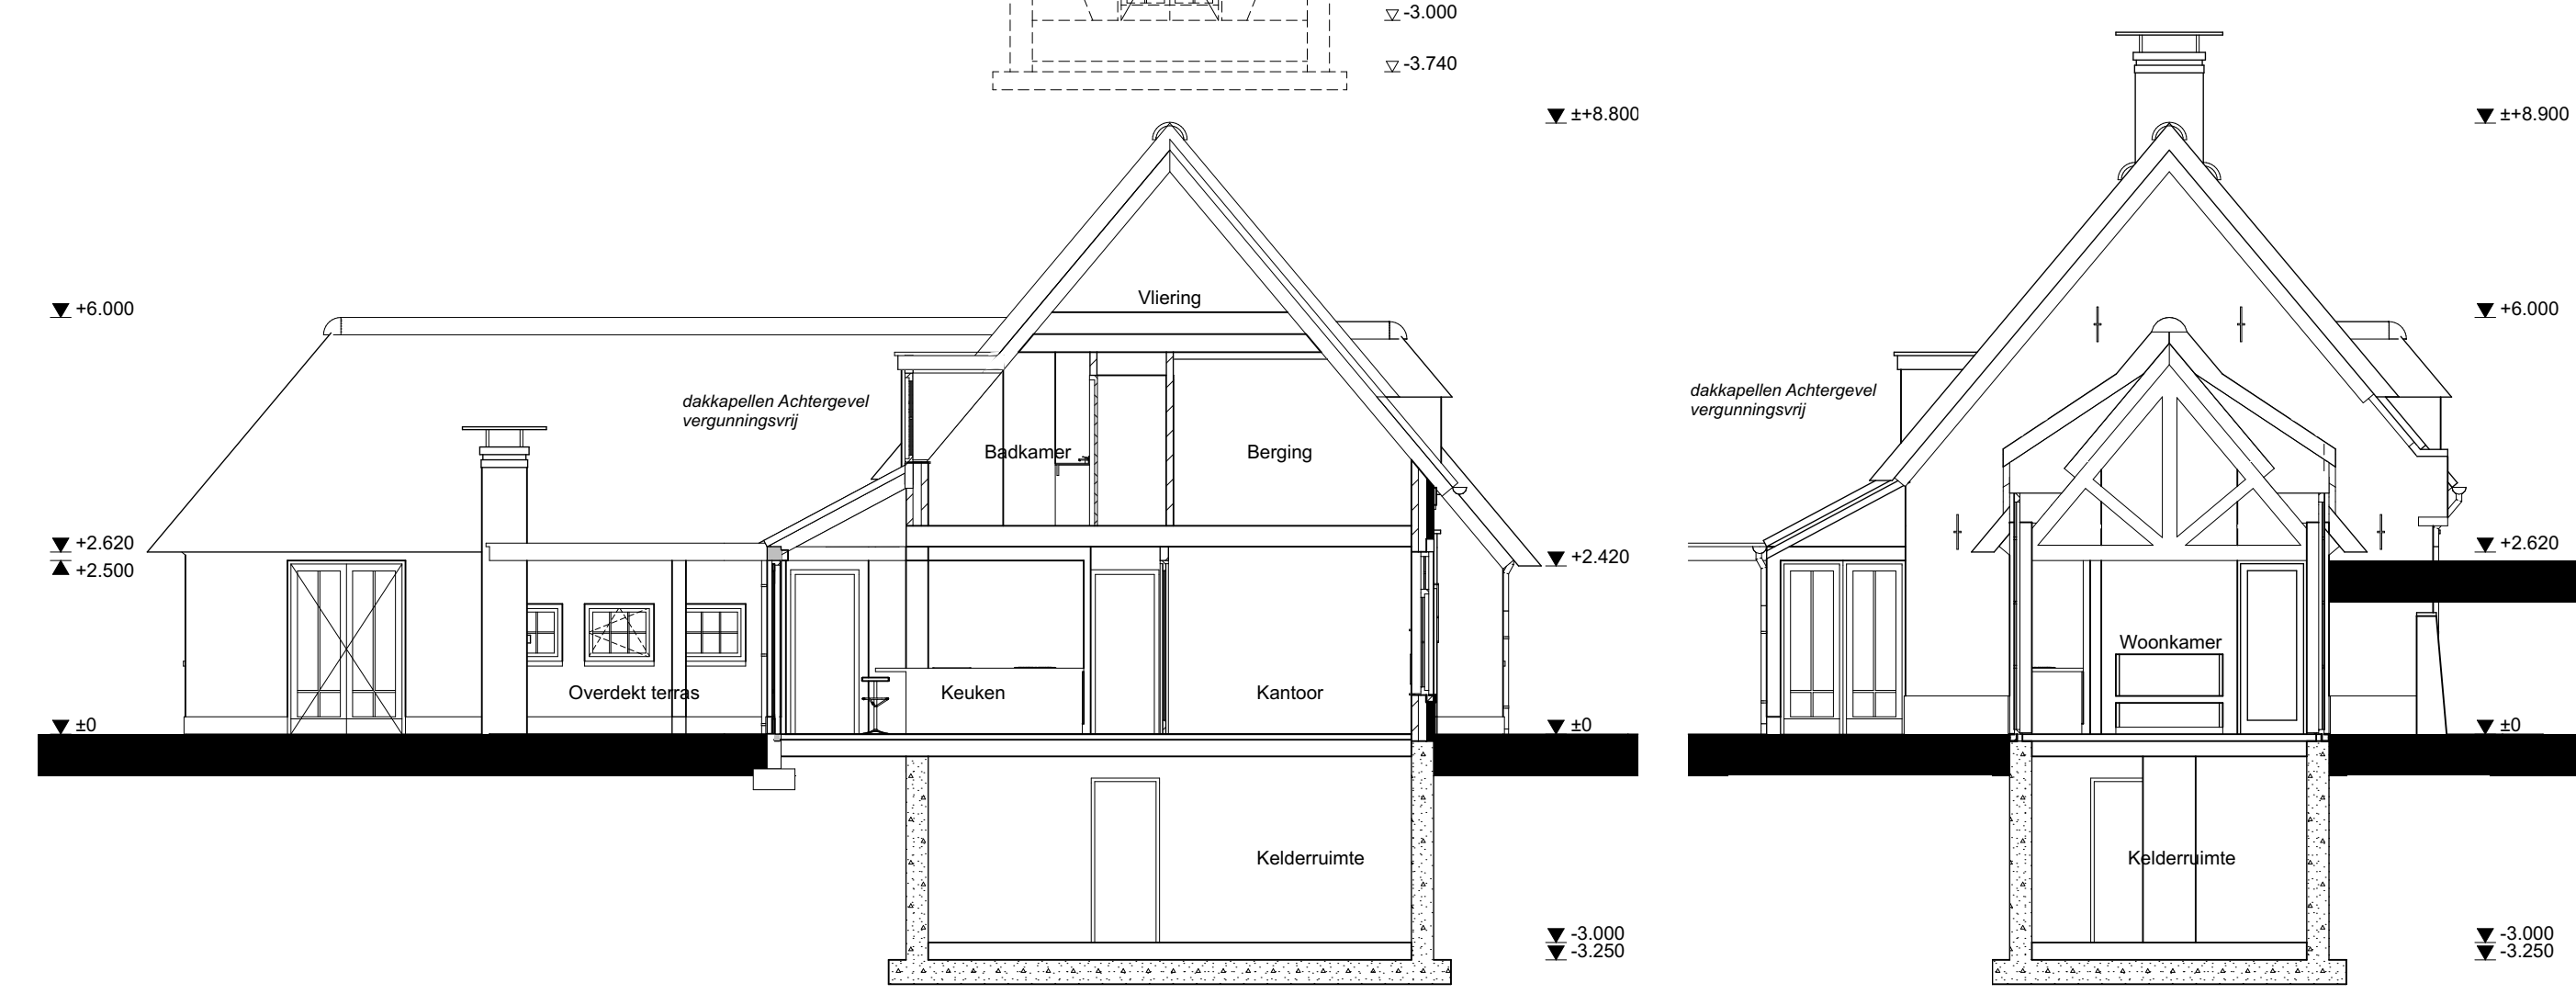 -3.000
-3.740
±+8.800
±+8.900
+6.000
Vliering
+6.000
dakkapellen Achtergevel
vergunningsvrij
dakkapellen Achtergevel
vergunningsvrij
Badkamer
Berging
+2.620
+2.500
+2.420
+2.620
Woonkamer
Overdekt terras
Keuken
Kantoor
±0
±0
±0
Kelderruimte
Kelderruimte
-3.000
-3.250
-3.000
-3.250